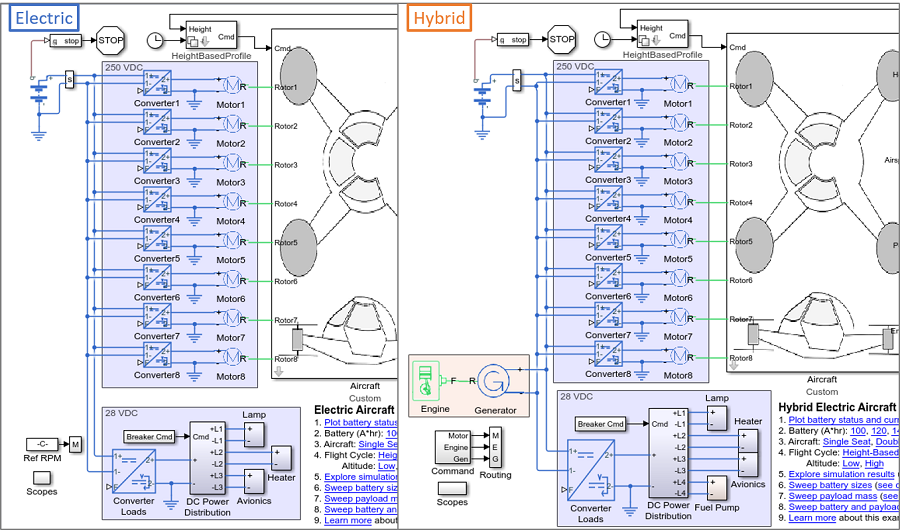 Electric
q stop
STOP
Height
Cmd
HeightBasedProfile
Cmd
S
250 VDC
Converter1
Motor1
R
Rotor1
Converter2
Motor2
R
Rotor2
Converter3
Motor3
R
Rotor3
Converter4
Motor4
R
Rotor4
Converter5
Motor5
R
Rotor5
Converter6
Motor6
R
Rotor6
Converter7
Motor7
R
Rotor7
Converter8
Motor8
R
Rotor8
Aircraft
Custom
28 VDC
Breaker Cmd
Cmd
+L1
-L1
+L2
-L2
+L3
-L3
Lamp
Heater
Avionics
Converter
Loads
DC Power
Distribution
-C-
M
Ref RPM
Scopes
Electric Aircraft
1. Plot battery status
2. Battery (A*hr):
3. Aircraft: Single Se
4. Flight Cycle: Heig
Altitude: Low,
5. Explore simulation
6. Sweep battery siz
7. Sweep payload m
8. Sweep battery an
9. Learn more about
Hybrid
q stop
STOP
Height
Cmd
HeightBasedProfile
Cmd
S
250 VDC
Converter1
Motor1
R
Rotor1
Converter2
Motor2
R
Rotor2
Converter3
Motor3
R
Rotor3
Converter4
Motor4
R
Rotor4
Converter5
Motor5
R
Rotor5
Converter6
Motor6
R
Rotor6
Converter7
Motor7
R
Rotor7
Converter8
Motor8
R
Rotor8
Airs
Aircraft
Custom
F
R
G
+
-
Engine
Generator
Motor
Engine
Gen
M
E
G
Command
Routing
Scopes
28 VDC
Breaker Cmd
Cmd
+L1
-L1
+L2
-L2
+L3
-L3
+L4
-L4
Lamp
Heater
Avionics
Fuel Pump
Converter
Loads
DC Power
Distribution
Hybrid Electric Aircraft
1. Plot battery status and curr
2. Battery (A*hr): 100, 120, 14
3. Aircraft: Single Seat, Doub
4. Flight Cycle: Height-Based
Altitude: Low, High
5. Explore simulation results
6. Sweep battery sizes (see c
7. Sweep payload mass (see
8. Sweep battery and payload
9. Learn more about this exa